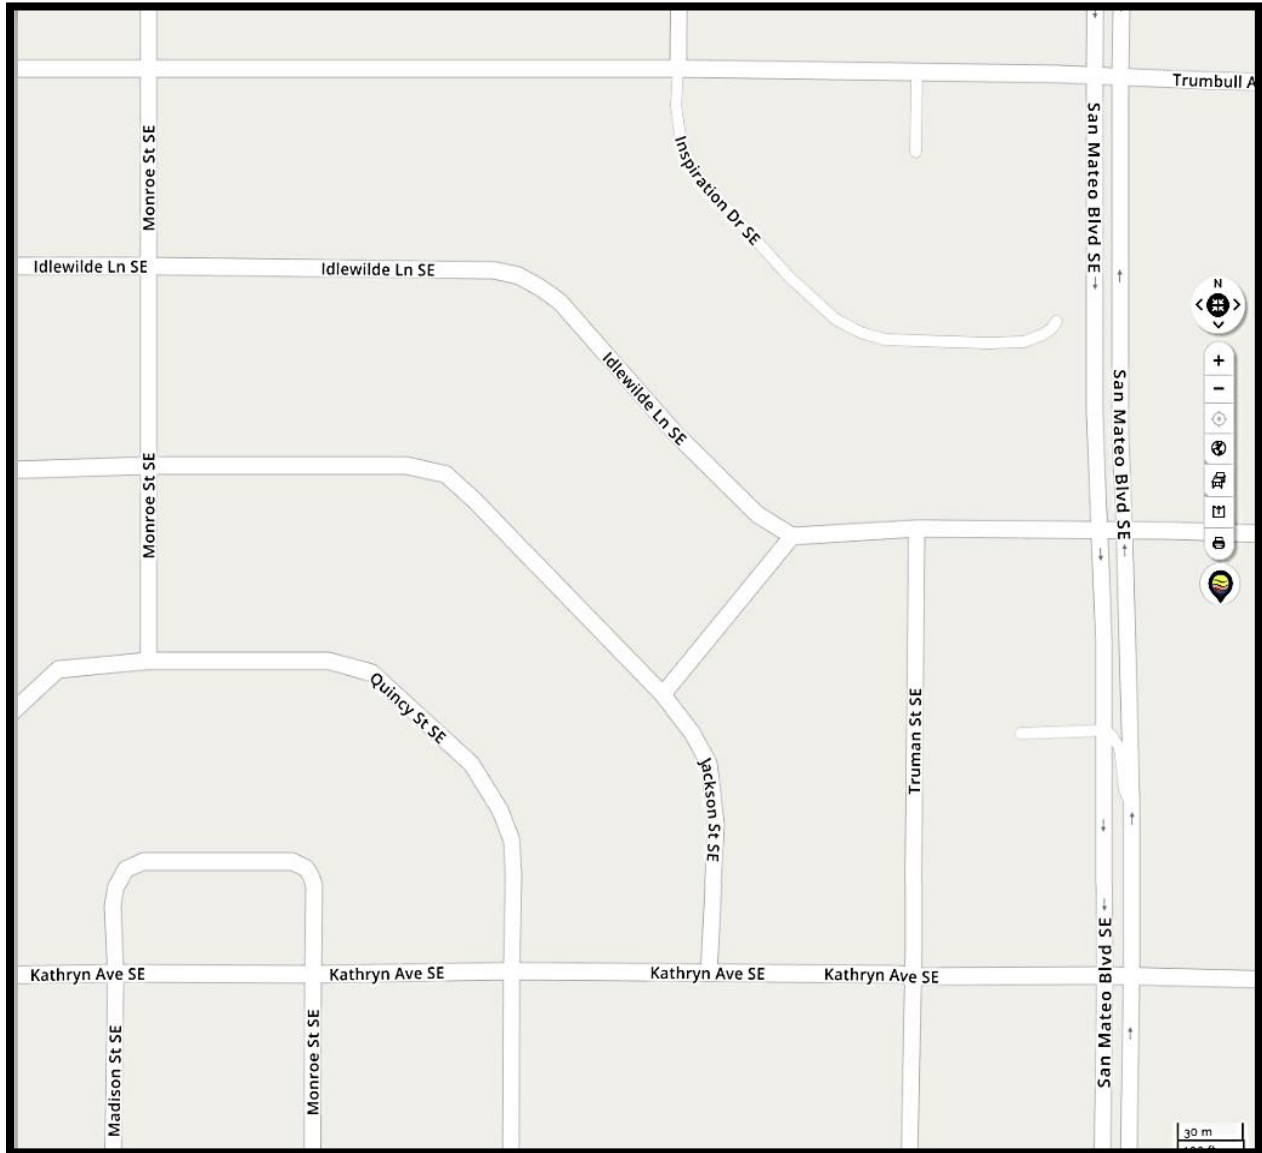 Trumbull A
San Mateo Blvd SE
Monroe St SE
Inspiration Dr SE
Idlewilde Ln SE
Idlewilde Ln SE
N
Idlewilde Ln SE
San Mateo Blvd SE
Monroe St SE
Quincy St SE
Truman St SE
Jackson St SE
Kathryn Ave SE
Kathryn Ave SE
Kathryn Ave SE
Kathryn Ave SE
San Mateo Blvd SE
Madison St SE
Monroe St SE
30 m